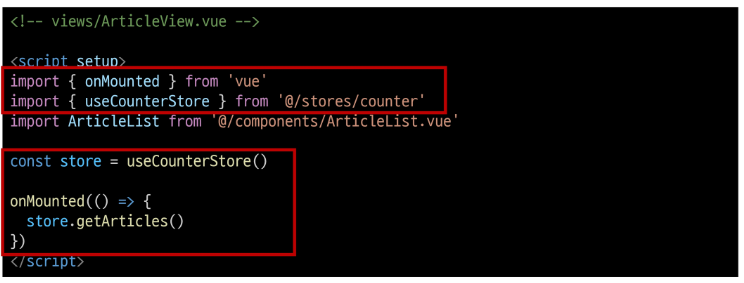 <!-- views/ArticleView.vue -->
<script setup>
import { onMounted } from 'vue'
import { useCounterStore } from '@/stores/counter'
import ArticleList from '@/components/ArticleList.vue'
const store = useCounterStore()
onMounted(() => {
  store.getArticles()
})
</script>